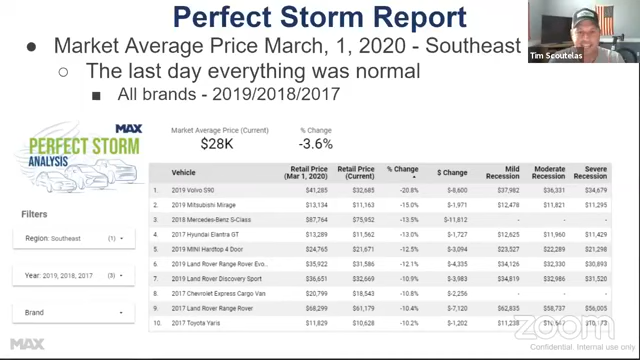 Perfect Storm Report
● Market Average Price March, 1, 2020 - Southeast
○ The last day everything was normal
■ All brands - 2019/2018/2017
Tim Scoutelas
MAX
PERFECT STORM
ANALYSIS
Market Average Price (Current)
$28K
% Change
-3.6%
Filters
Region: Southeast (1)
Year: 2019, 2018, 2017 (3)
Brand
Vehicle Retail Price (Mar 1, 2020) Retail Price (Current) % Change $ Change Mild Recession Moderate Recession Severe Recession
1. 2019 Volvo S90 $41,285 $32,685 -20.8% $-8,600 $37,982 $36,331 $34,679
2. 2019 Mitsubishi Mirage $13,134 $11,163 -15.0% $-1,971 $12,478 $11,821 $11,295
3. 2018 Mercedes-Benz S-Class $87,764 $75,952 -13.5% $-11,812 - - -
4. 2017 Hyundai Elantra GT $13,289 $11,562 -13.0% $-1,727 $12,625 $11,960 $11,429
5. 2019 MINI Hardtop 4 Door $24,765 $21,671 -12.5% $-3,094 $23,527 $22,289 $21,298
6. 2019 Land Rover Range Rover Evo... $35,922 $31,586 -12.1% $-4,335 $34,126 $32,330 $30,893
7. 2019 Land Rover Discovery Sport $36,651 $32,669 -10.9% $-3,983 $34,819 $32,986 $31,520
8. 2017 Chevrolet Express Cargo Van $20,799 $18,543 -10.8% $-2,256 - - -
9. 2017 Land Rover Range Rover $68,299 $61,179 -10.4% $-7,120 $62,835 $58,737 $56,005
10. 2017 Toyota Yaris $11,829 $10,628 -10.2% $-1,202 $11,238 $10,173
zoom
MAX
Confidential. Internal use only.